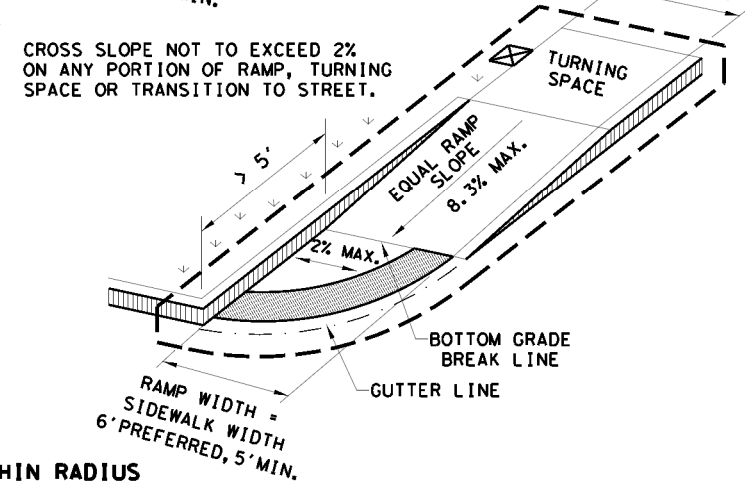 CROSS SLOPE NOT TO EXCEED 2%
ON ANY PORTION OF RAMP, TURNING
SPACE OR TRANSITION TO STREET.
TURNING
SPACE
> 5'
EQUAL RAMP
SLOPE
8.3% MAX.
2% MAX.
BOTTOM GRADE
BREAK LINE
GUTTER LINE
RAMP WIDTH =
SIDEWALK WIDTH
6'PREFERRED, 5'MIN.
HIN RADIUS